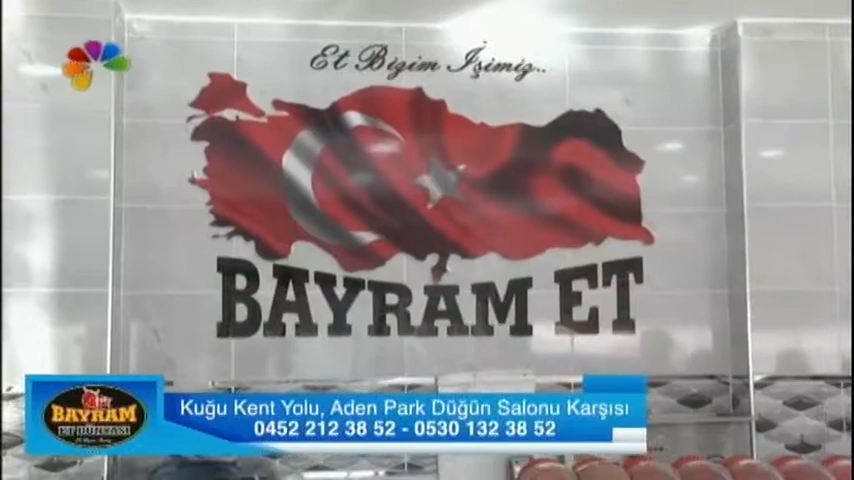 Et Bizim İşimiz..
BAYRAM ET
BAYRAM
ET DÜNYASI
Kuğu Kent Yolu, Aden Park Düğün Salonu Karşısı
0452 212 38 52 - 0530 132 38 52